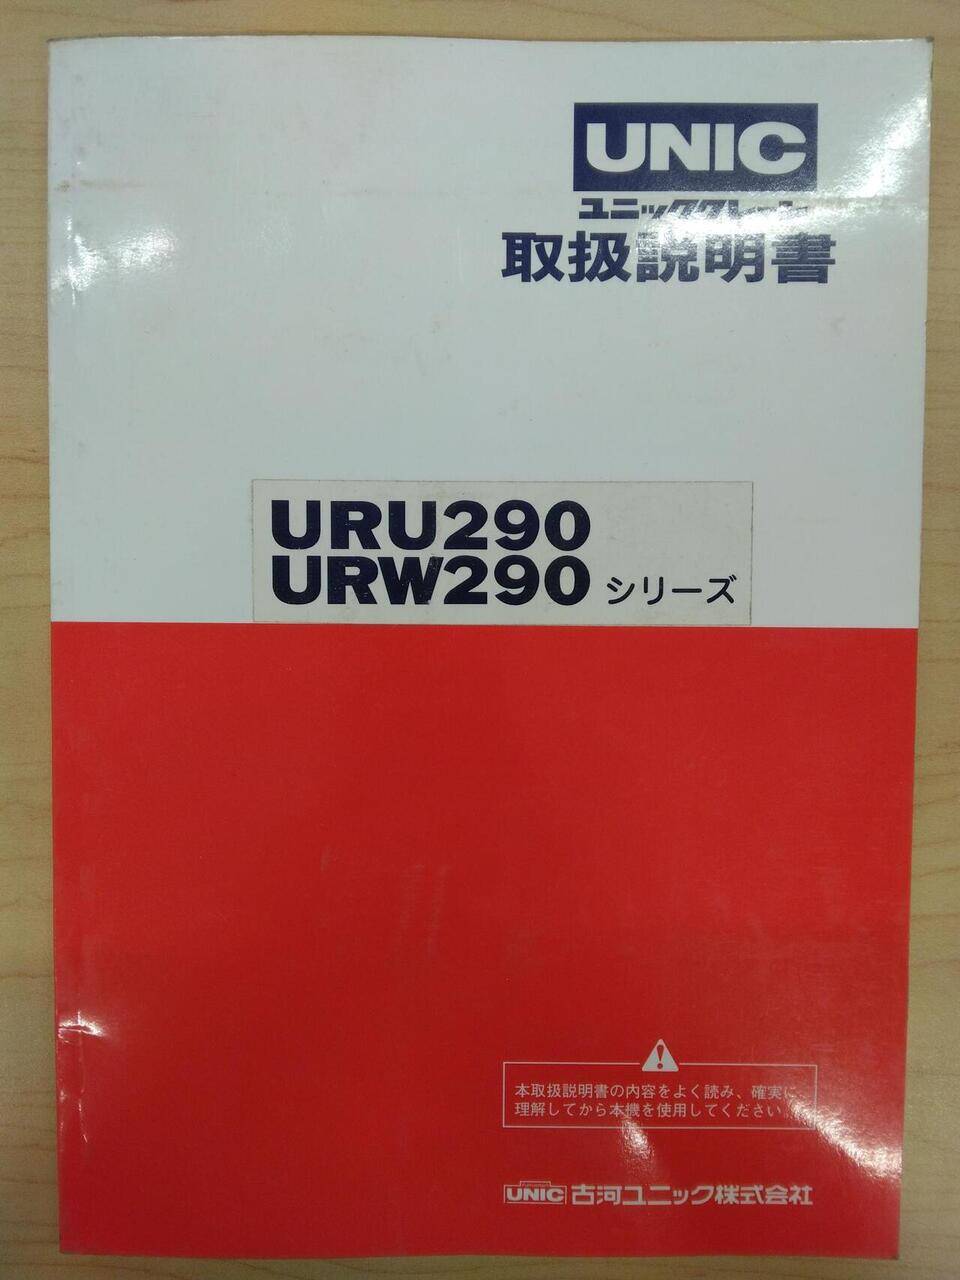 UNIC
ユニッククレーン
取扱説明書
URU290
URW290 シリーズ
本取扱説明書の内容をよく読み、確実に
理解してから本機を使用してください。
UNIC 古河ユニック株式会社